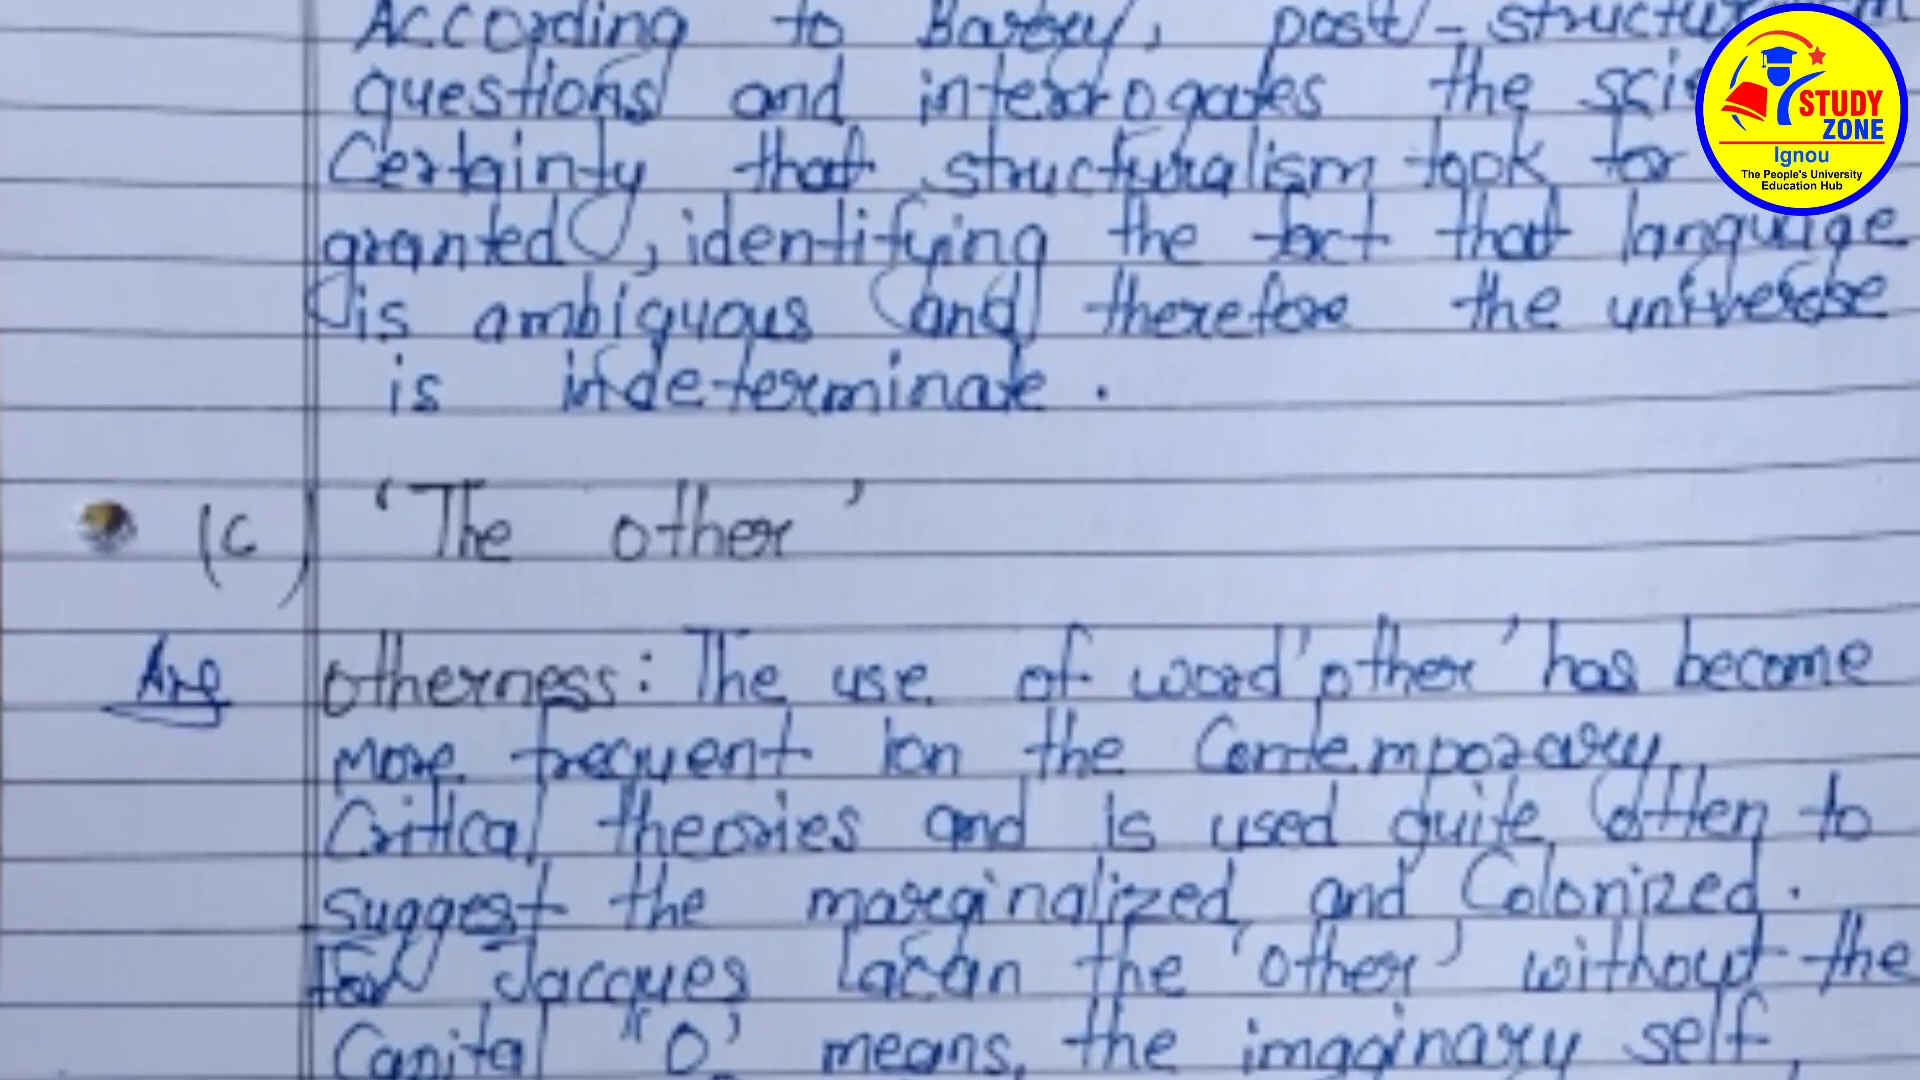 According to Barry, post-structuralism
questions and interrogates the
Certainty that structuralism took for
granted, identifying the fact that language
is ambiguous and therefore the universe
is indeterminate.
(c) 'The other'
Ans otherness: The use of word 'other' has become
more frequent ion the Contemporary
Critical theories and is used quite often to
suggest the marginalized and Colonized.
For Jacques Lacan the 'other' without the
Capital "O" means, the imaginary self,
STUDY
ZONE
Ignou
The People's University
Education Hub